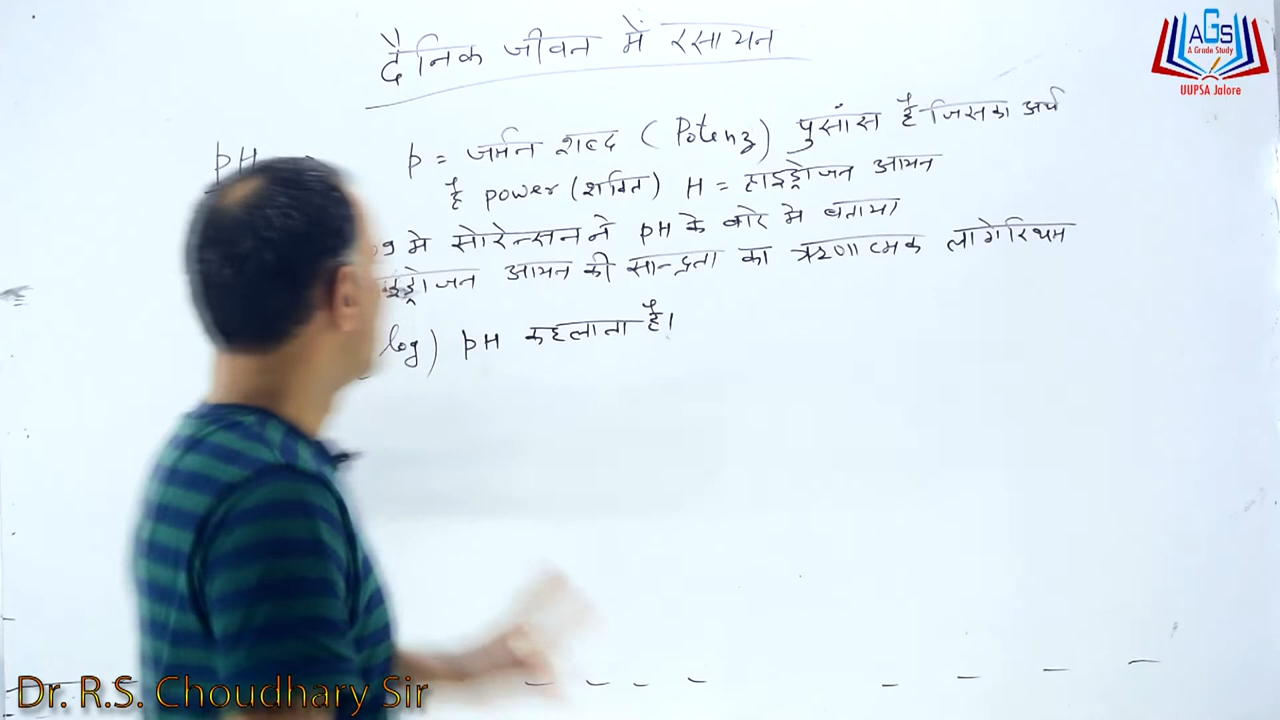 दैनिक जीवन में रसायन
AGS
A Grade Study
UUPSA Jalore
pH
p = जर्मन शब्द (Potenz) पुसांस है जिसका अर्थ
है power (शक्ति) H = हाइड्रोजन आयन
9 मे सोरेन्सन ने pH के बारे मे बताया
आयन की सान्द्रता का ऋणात्मक लागेरिथम
log) pH कहलाता है।
Dr. R.S. Choudhary Sir